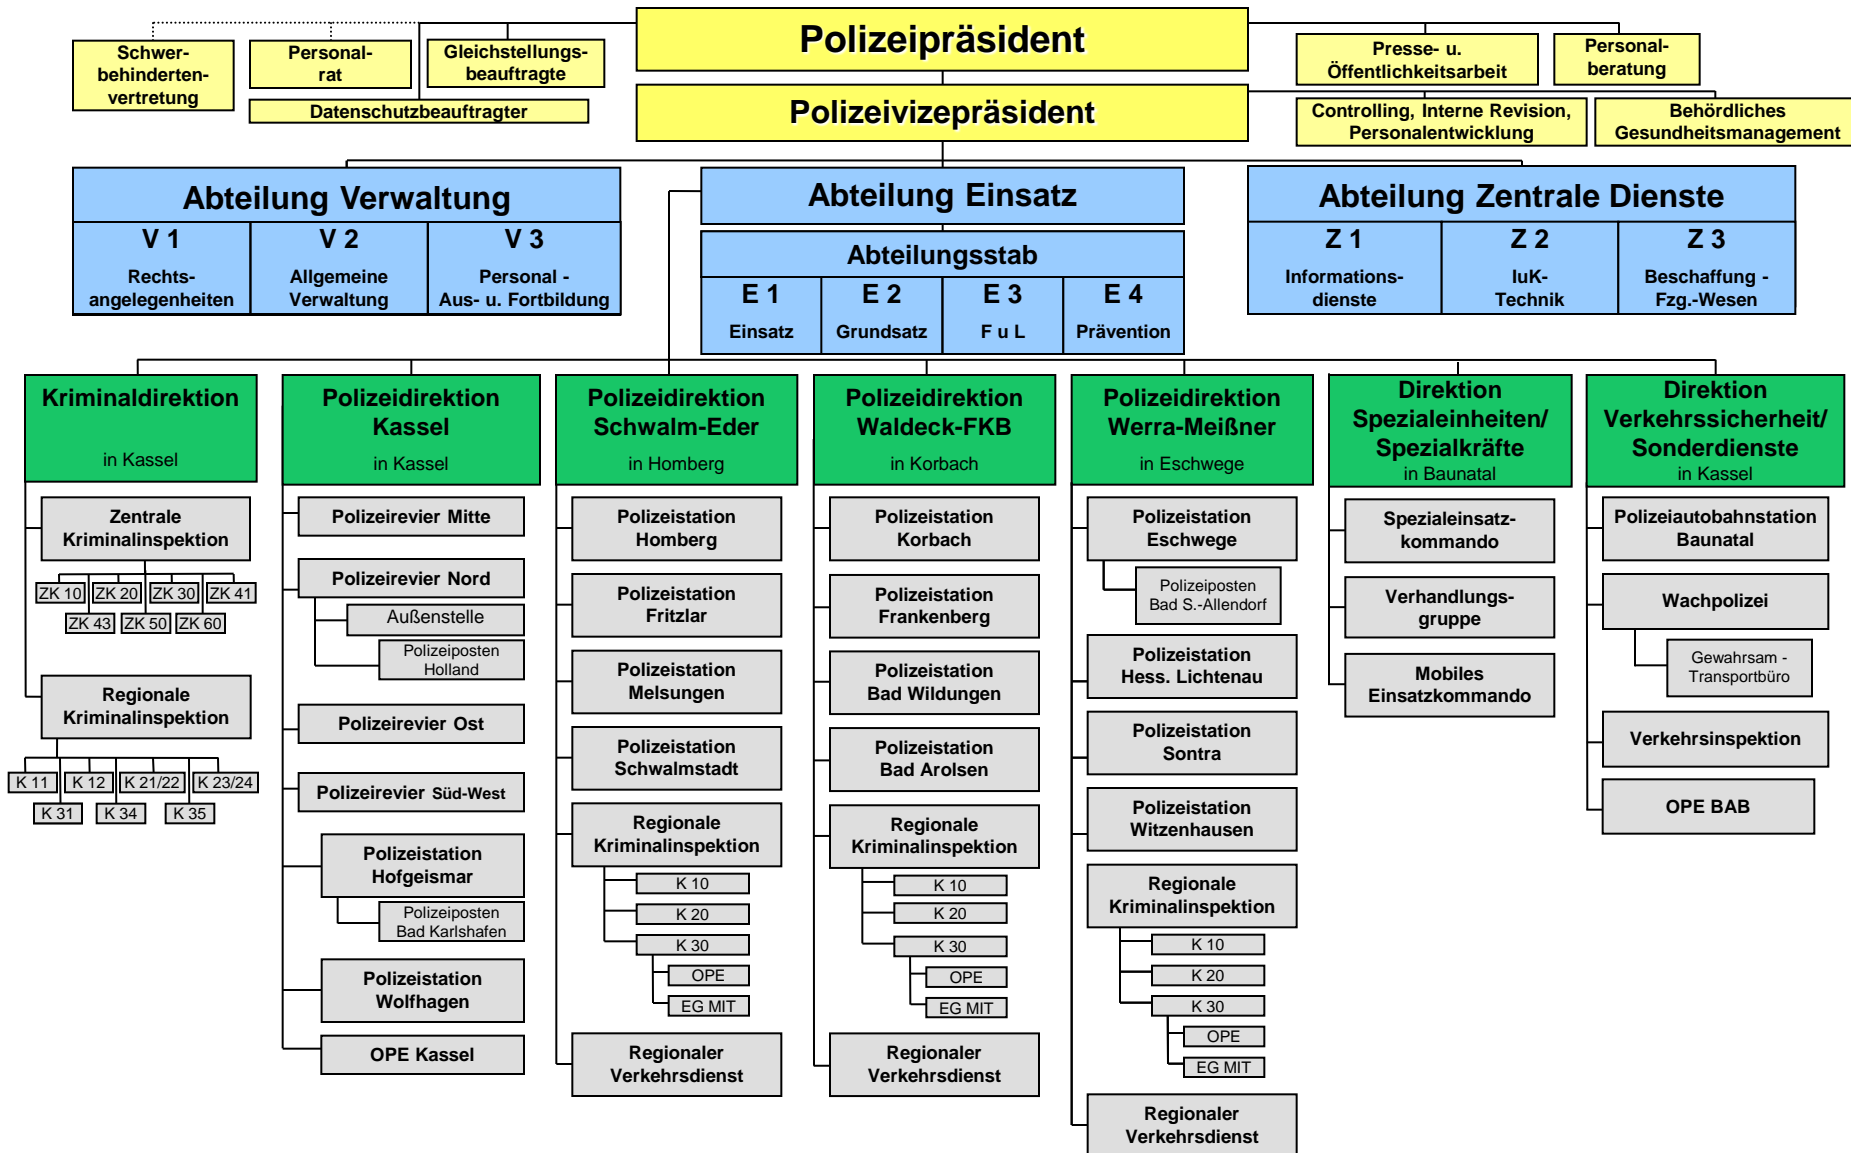 Polizeipräsident
Schwer-
behinderten-
vertretung
Personal-
rat
Gleichstellungs-
beauftragte
Datenschutzbeauftragter
Presse- u.
Öffentlichkeitsarbeit
Personal-
beratung
Polizeivizepräsident
Controlling, Interne Revision,
Personalentwicklung
Behördliches
Gesundheitsmanagement
Abteilung Verwaltung
V 1
Rechts-
angelegenheiten
V 2
Allgemeine
Verwaltung
V 3
Personal -
Aus- u. Fortbildung
Abteilung Einsatz
Abteilungsstab
E 1
Einsatz
E 2
Grundsatz
E 3
F u L
E 4
Prävention
Abteilung Zentrale Dienste
Z 1
Informations-
dienste
Z 2
IuK-
Technik
Z 3
Beschaffung -
Fzg.-Wesen
Kriminaldirektion
in Kassel
Zentrale
Kriminalinspektion
ZK 10
ZK 20
ZK 30
ZK 41
ZK 43
ZK 50
ZK 60
Regionale
Kriminalinspektion
K 11
K 12
K 21/22
K 23/24
K 31
K 34
K 35
Polizeidirektion
Kassel
in Kassel
Polizeirevier Mitte
Polizeirevier Nord
Außenstelle
Polizeiposten
Holland
Polizeirevier Ost
Polizeirevier Süd-West
Polizeistation
Hofgeismar
Polizeiposten
Bad Karlshafen
Polizeistation
Wolfhagen
OPE Kassel
Polizeidirektion
Schwalm-Eder
in Homberg
Polizeistation
Homberg
Polizeistation
Fritzlar
Polizeistation
Melsungen
Polizeistation
Schwalmstadt
Regionale
Kriminalinspektion
K 10
K 20
K 30
OPE
EG MIT
Regionaler
Verkehrsdienst
Polizeidirektion
Waldeck-FKB
in Korbach
Polizeistation
Korbach
Polizeistation
Frankenberg
Polizeistation
Bad Wildungen
Polizeistation
Bad Arolsen
Regionale
Kriminalinspektion
K 10
K 20
K 30
OPE
EG MIT
Regionaler
Verkehrsdienst
Polizeidirektion
Werra-Meißner
in Eschwege
Polizeistation
Eschwege
Polizeiposten
Bad S.-Allendorf
Polizeistation
Hess. Lichtenau
Polizeistation
Sontra
Polizeistation
Witzenhausen
Regionale
Kriminalinspektion
K 10
K 20
K 30
OPE
EG MIT
Regionaler
Verkehrsdienst
Direktion
Spezialeinheiten/
Spezialkräfte
in Baunatal
Spezialeinsatz-
kommando
Verhandlungs-
gruppe
Mobiles
Einsatzkommando
Direktion
Verkehrssicherheit/
Sonderdienste
in Kassel
Polizeiautobahnstation
Baunatal
Wachpolizei
Gewahrsam -
Transportbüro
Verkehrsinspektion
OPE BAB